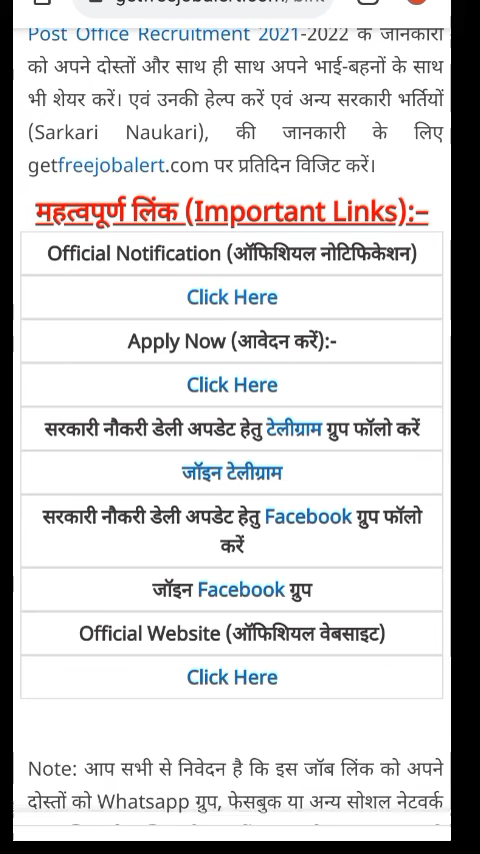 Post Office Recruitment 2021-2022 के जानकारी
को अपने दोस्तों और साथ ही साथ अपने भाई-बहनों के साथ
भी शेयर करें। एवं उनकी हेल्प करें एवं अन्य सरकारी भर्तियों
(Sarkari Naukari), की जानकारी के लिए
getfreejobalert.com पर प्रतिदिन विजिट करें।
महत्वपूर्ण लिंक (Important Links):–
Official Notification (ऑफिशियल नोटिफिकेशन)
Click Here
Apply Now (आवेदन करें):-
Click Here
सरकारी नौकरी डेली अपडेट हेतु टेलीग्राम ग्रुप फॉलो करें
जॉइन टेलीग्राम
सरकारी नौकरी डेली अपडेट हेतु Facebook ग्रुप फॉलो
करें
जॉइन Facebook ग्रुप
Official Website (ऑफिशियल वेबसाइट)
Click Here
Note: आप सभी से निवेदन है कि इस जॉब लिंक को अपने
दोस्तों को Whatsapp ग्रुप, फेसबुक या अन्य सोशल नेटवर्क